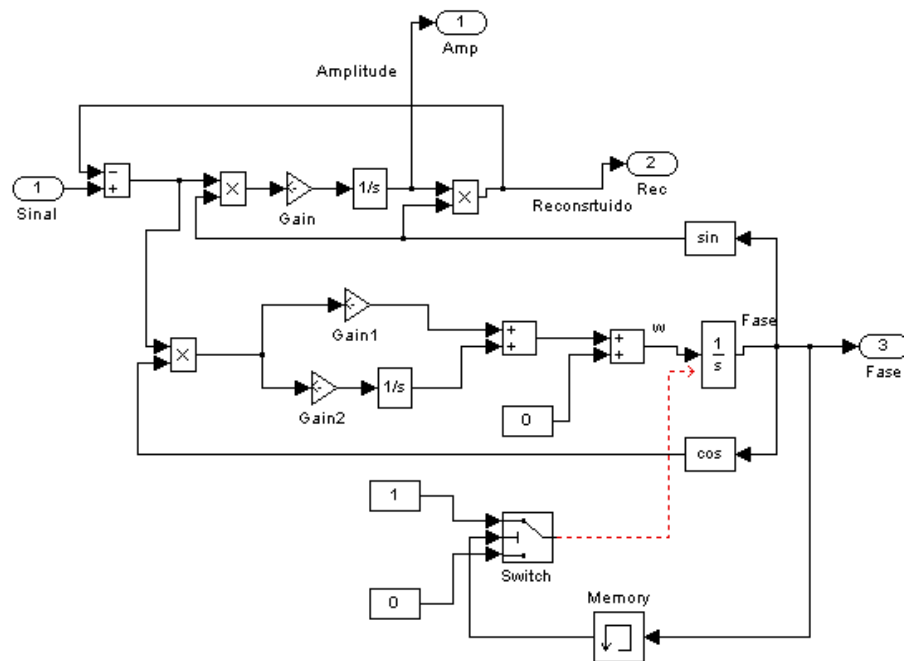 1
Amp
Amplitude
−
+
1
Sinal
×
Gain
1/s
×
2
Rec
Reconsrtuido
sin
×
Gain1
Gain2
1/s
+
+
+
+
w
1
s
Fase
3
Fase
0
cos
1
0
Switch
Memory